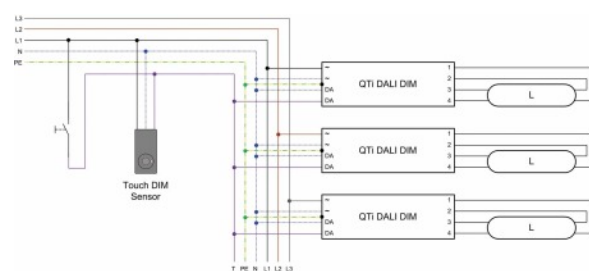 L3
L2
L1
N
PE
~
~
DA
DA
QTi DALI DIM
1
2
3
4
L
~
~
DA
DA
QTi DALI DIM
1
2
3
4
L
~
~
DA
DA
QTi DALI DIM
1
2
3
4
L
Touch DIM
Sensor
T PE N L1 L2 L3